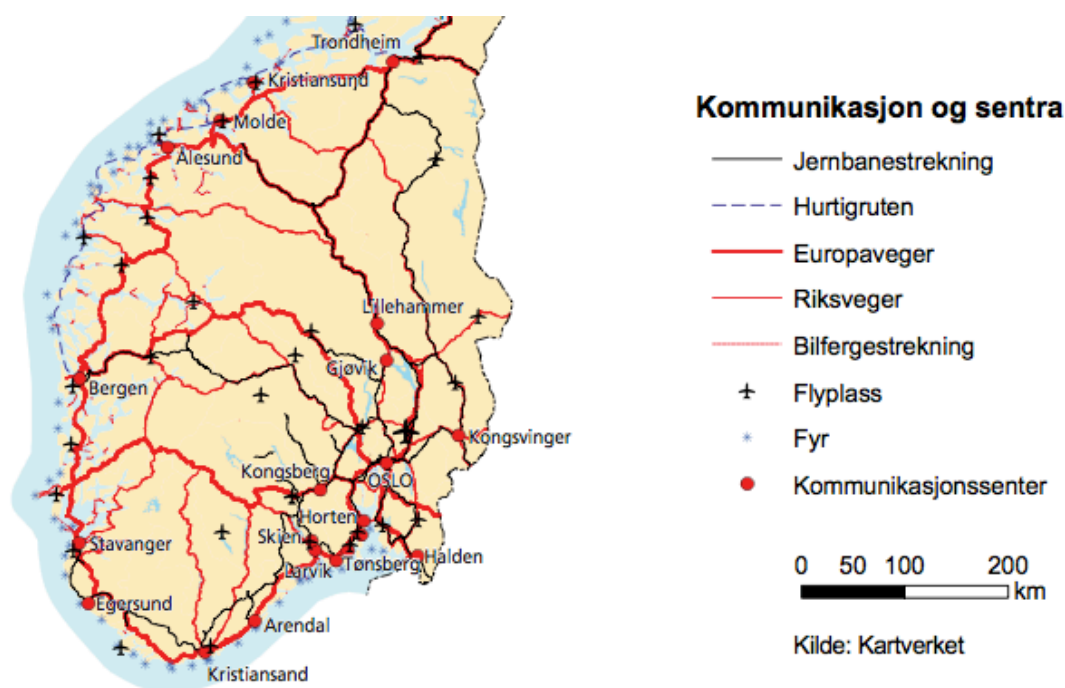 Trondheim
Kristiansund
Molde
Ålesund
Lillehammer
Gjøvik
Bergen
Kongsvinger
Kongsberg
OSLO
Horten
Skien
Stavanger
Halden
Tønsberg
Larvik
Egersund
Arendal
Kristiansand
Kommunikasjon og sentra
Jernbanestrekning
Hurtigruten
Europaveger
Riksveger
Bilfergestrekning
Flyplass
Fyr
Kommunikasjonssenter
0 50 100 200
km
Kilde: Kartverket